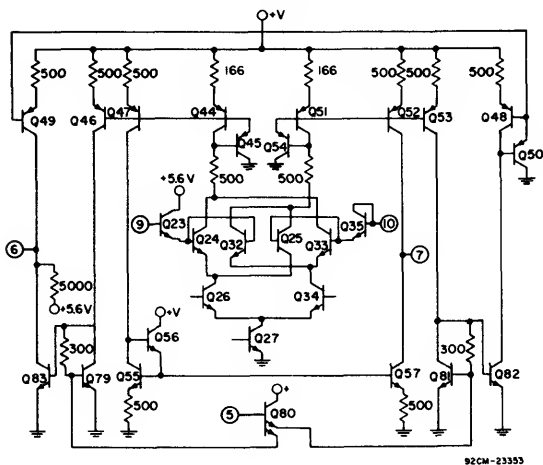 +V
500 500 500 166 166 500 500 500
Q49 Q46 Q47 Q44 Q51 Q52 Q53 Q48
Q45 Q54 Q50
500 500
+5.6 V
9 Q23 Q35 10
Q24 Q32 Q25 Q33
6 7
5000
+5.6 V
Q26 Q34
+V
300 Q56 Q27 300
Q83 Q79 Q55 Q57 Q81 Q82
500 500
+
5 Q80
92CM-23353